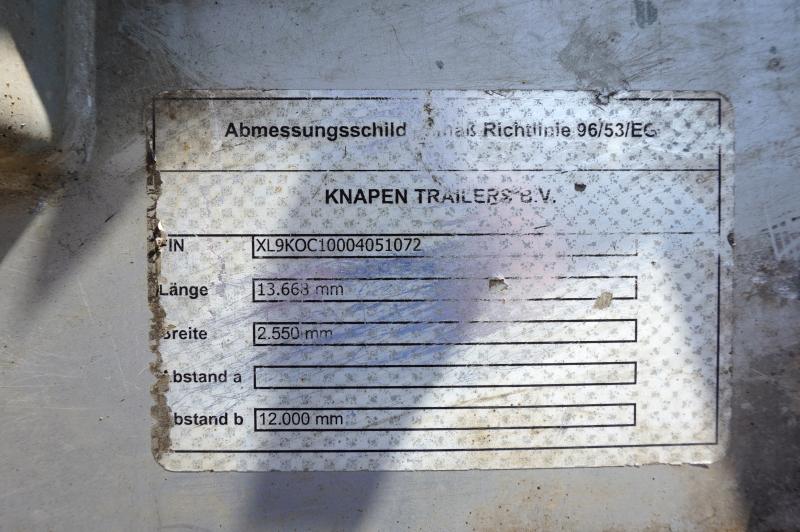 Abmessungsschild Richtlinie 96/53/EG
KNAPEN TRAILERS B.V.
XL9KOC10004051072
Länge 13.668 mm
Breite 2.550 mm
Abstand a
Abstand b 12.000 mm